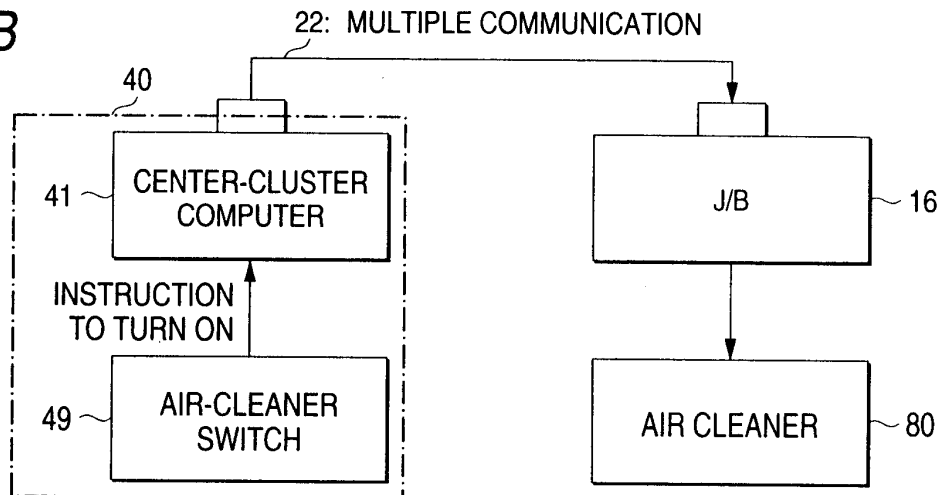 B
22: MULTIPLE COMMUNICATION
40
CENTER-CLUSTER
COMPUTER
41
J/B
16
INSTRUCTION
TO TURN ON
AIR-CLEANER
SWITCH
49
AIR CLEANER
80